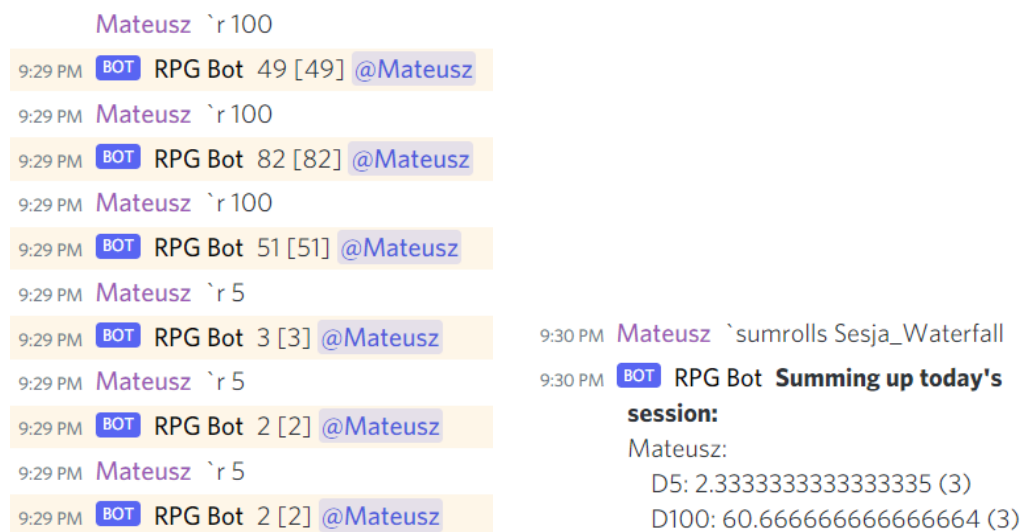 Mateusz `r 100
9:29 PM BOT RPG Bot 49 [49] @Mateusz
9:29 PM Mateusz `r 100
9:29 PM BOT RPG Bot 82 [82] @Mateusz
9:29 PM Mateusz `r 100
9:29 PM BOT RPG Bot 51 [51] @Mateusz
9:29 PM Mateusz `r 5
9:29 PM BOT RPG Bot 3 [3] @Mateusz
9:29 PM Mateusz `r 5
9:29 PM BOT RPG Bot 2 [2] @Mateusz
9:29 PM Mateusz `r 5
9:29 PM BOT RPG Bot 2 [2] @Mateusz
9:30 PM Mateusz `sumrolls Sesja_Waterfall
9:30 PM BOT RPG Bot Summing up today's
session:
Mateusz:
D5: 2.3333333333333335 (3)
D100: 60.666666666666664 (3)